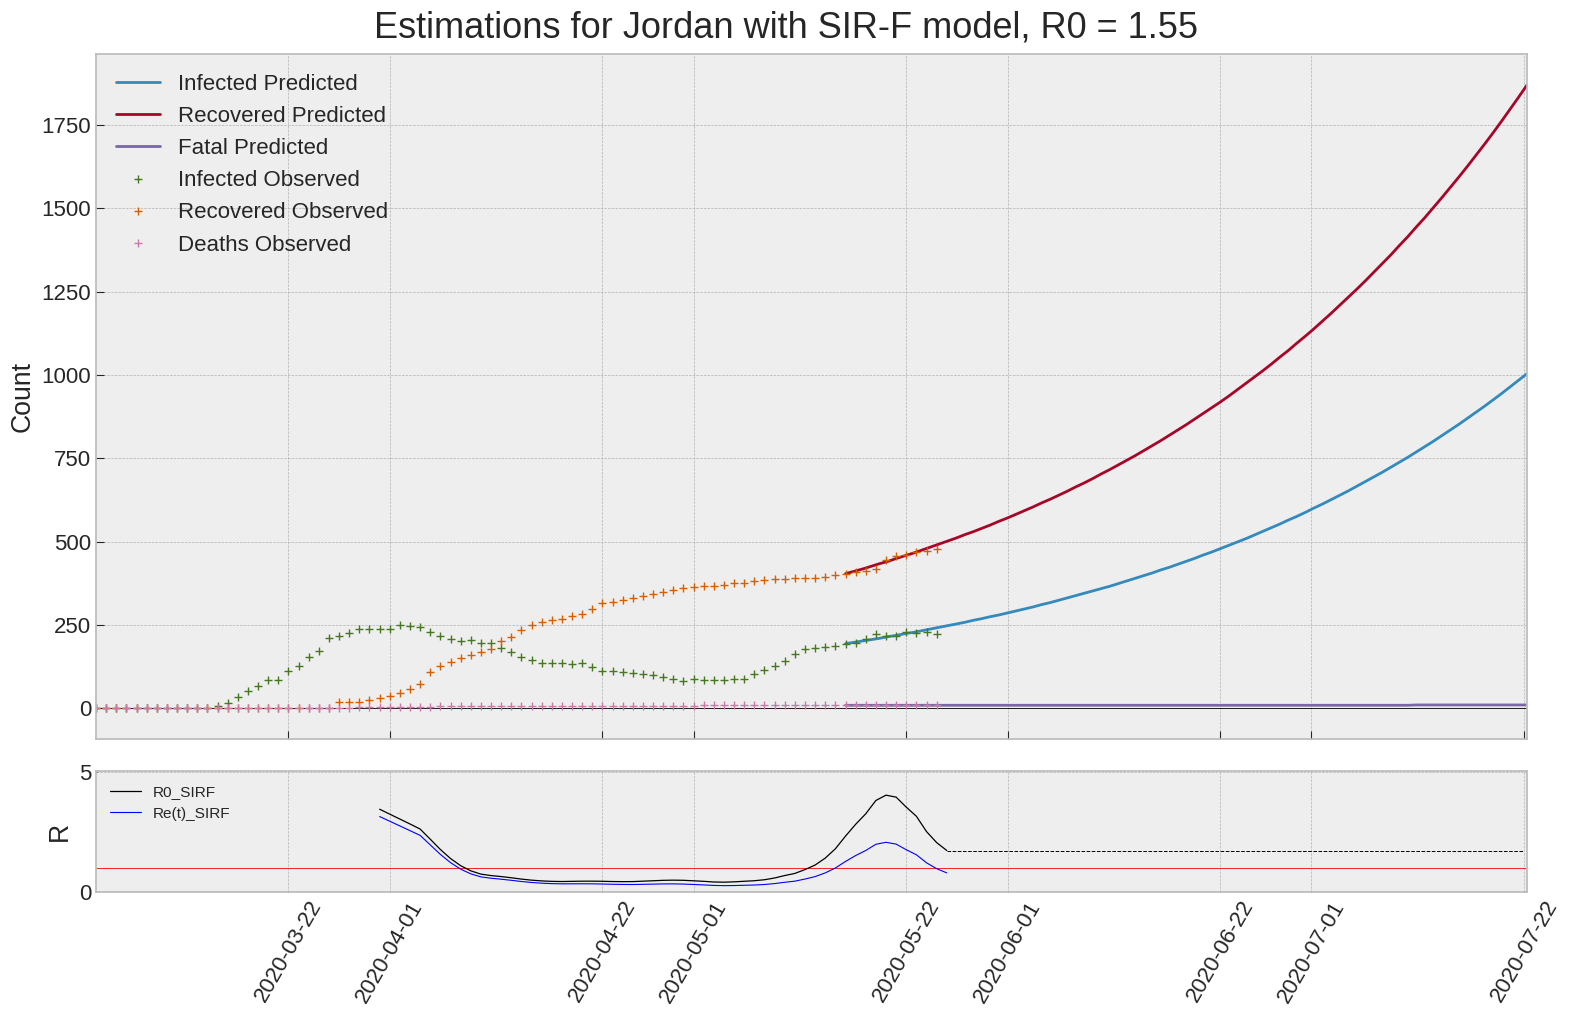 Estimations for Jordan with SIR-F model, R0 = 1.55
Infected Predicted
Recovered Predicted
Fatal Predicted
Infected Observed
Recovered Observed
Deaths Observed
Count
1750
1500
1250
1000
750
500
250
0
R0_SIRF
Re(t)_SIRF
R
5
0
2020-03-22
2020-04-01
2020-04-22
2020-05-01
2020-05-22
2020-06-01
2020-06-22
2020-07-01
2020-07-22